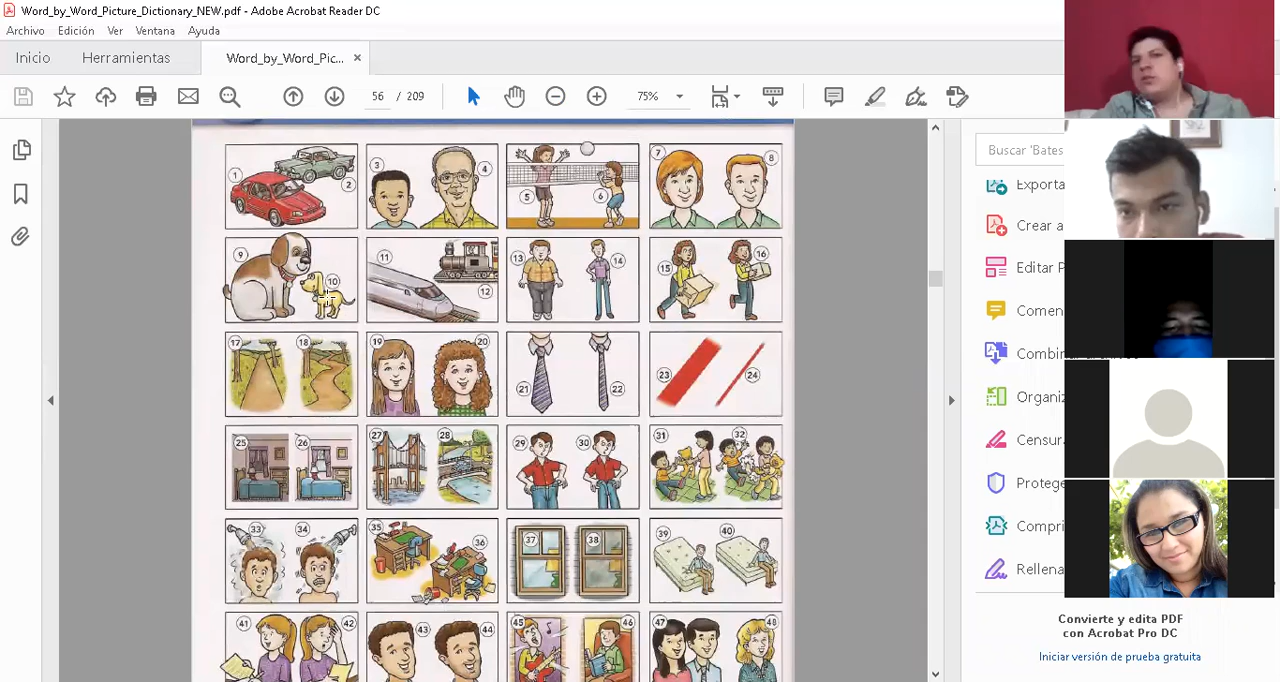 Word_by_Word_Picture_Dictionary_NEW.pdf - Adobe Acrobat Reader DC
Archivo Edición Ver Ventana Ayuda
Inicio Herramientas Word_by_Word_Pic... ×
56 / 209 75%
Buscar 'Bates
Exporta
Crear a
Editar P
Comen
Combin
Organiz
Censur
Protege
Compri
Rellena
Convierte y edita PDF
con Acrobat Pro DC
Iniciar versión de prueba gratuita
1 2 3 4 5 6 7 8
9 10 11 12 13 14 15 16
17 18 19 20 21 22 23 24
25 26 27 28 29 30 31 32
33 34 35 36 37 38 39 40
41 42 43 44 45 46 47 48